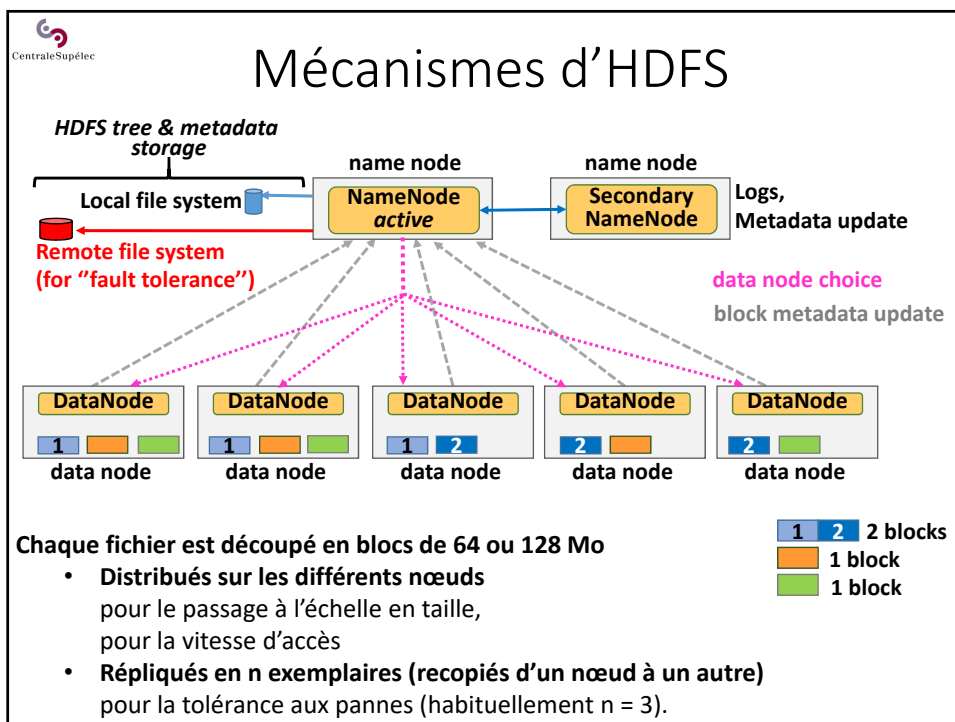 CentraleSupélec
Mécanismes d'HDFS
HDFS tree & metadata
storage
name node
name node
Local file system
NameNode
active
Secondary
NameNode
Logs,
Metadata update
Remote file system
(for ‘‘fault tolerance’’)
data node choice
block metadata update
DataNode
DataNode
DataNode
DataNode
DataNode
1
1
1 2
2
2
data node
data node
data node
data node
data node
Chaque fichier est découpé en blocs de 64 ou 128 Mo
1 2 2 blocks
1 block
1 block
• Distribués sur les différents nœuds
pour le passage à l'échelle en taille,
pour la vitesse d'accès
• Répliqués en n exemplaires (recopiés d'un nœud à un autre)
pour la tolérance aux pannes (habituellement n = 3).